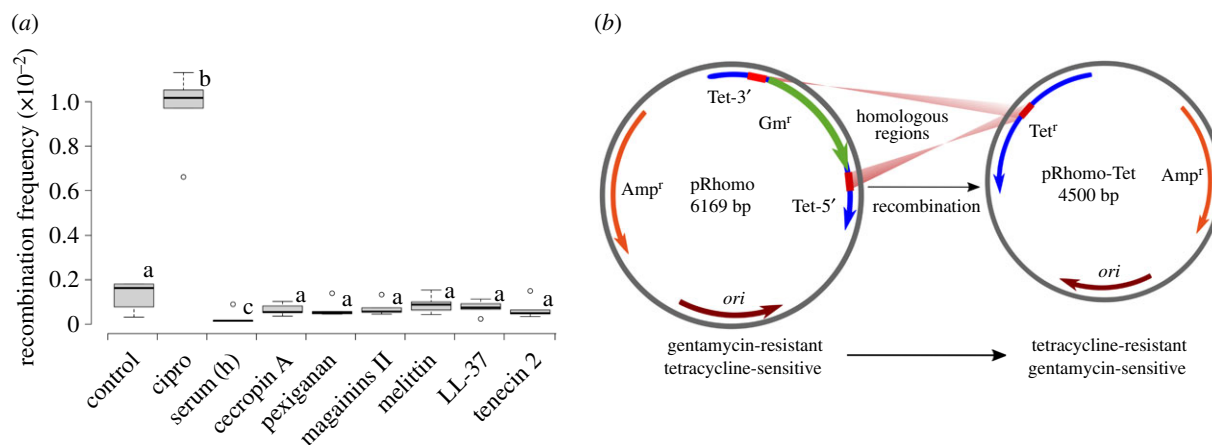 (a)
recombination frequency (×10⁻²)
1.0
0.8
0.6
0.4
0.2
0
a
b
c
a
a
a
a
a
a
control
cipro
serum (h)
cecropin A
pexiganan
magainins II
melittin
LL-37
tenecin 2
(b)
Tet-3′
Gmʳ
homologous
regions
Tetʳ
Ampʳ
pRhomo
6169 bp
Tet-5′
recombination
pRhomo-Tet
4500 bp
Ampʳ
ori
ori
gentamycin-resistant
tetracycline-sensitive
tetracycline-resistant
gentamycin-sensitive